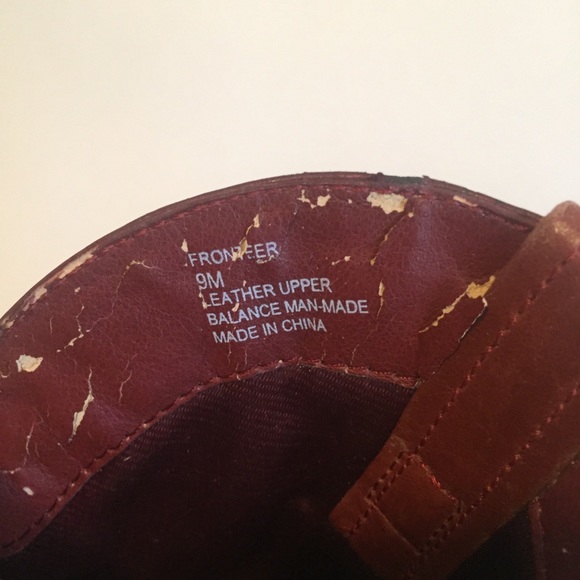 FRONTEER
9M
LEATHER UPPER
BALANCE MAN-MADE
MADE IN CHINA